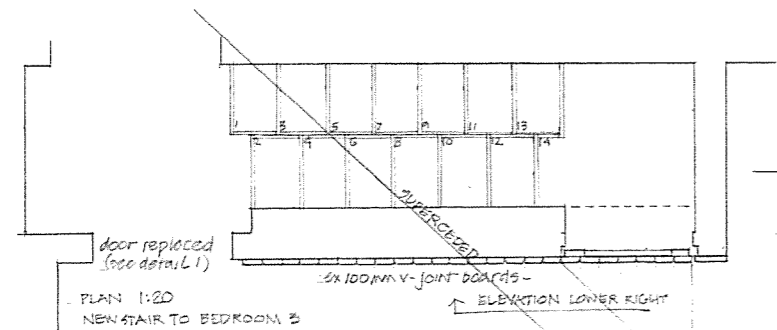 1 3 5 7 9 11 13
2 4 6 8 10 12 14
SUPERCEDED
door replaced
(see detail 1)
100mm v-joint boards
PLAN 1:20
ELEVATION LOWER RIGHT
NEW STAIR TO BEDROOM 3